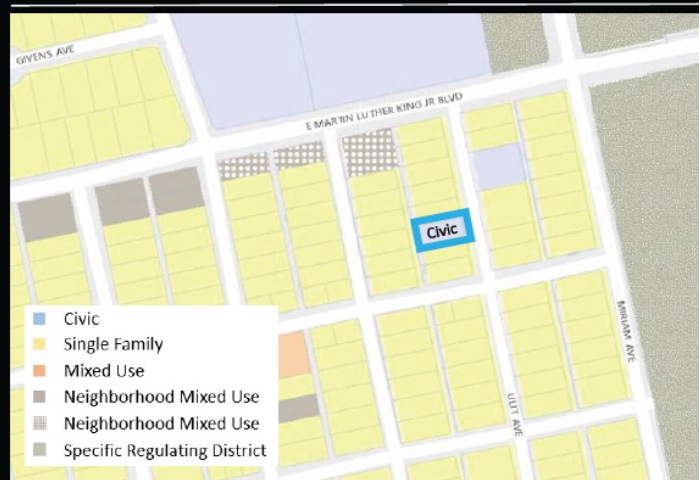 GIVENS AVE
E MARTIN LUTHER KING JR BLVD
Civic
MIRIAM AVE
ULIT AVE
Civic
Single Family
Mixed Use
Neighborhood Mixed Use
Neighborhood Mixed Use
Specific Regulating District